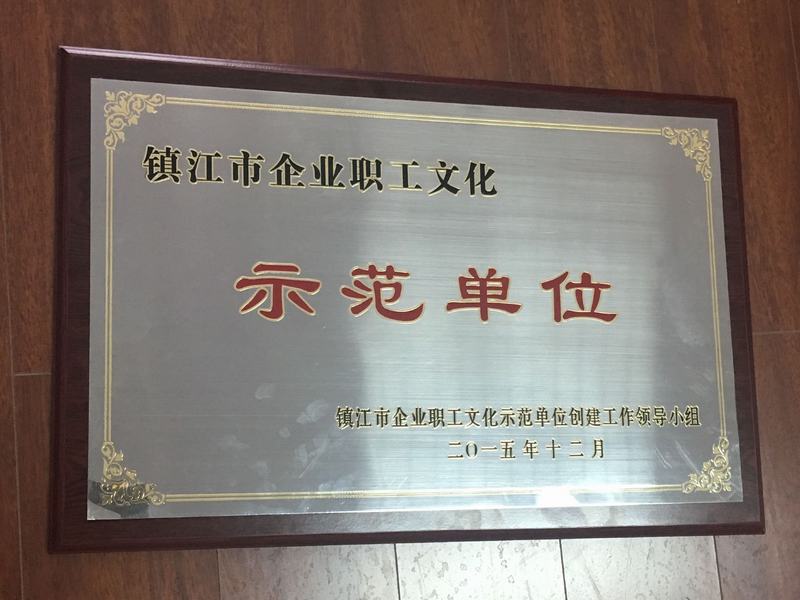 镇江市企业职工文化
示范单位
镇江市企业职工文化示范单位创建工作领导小组
二〇一五年十二月